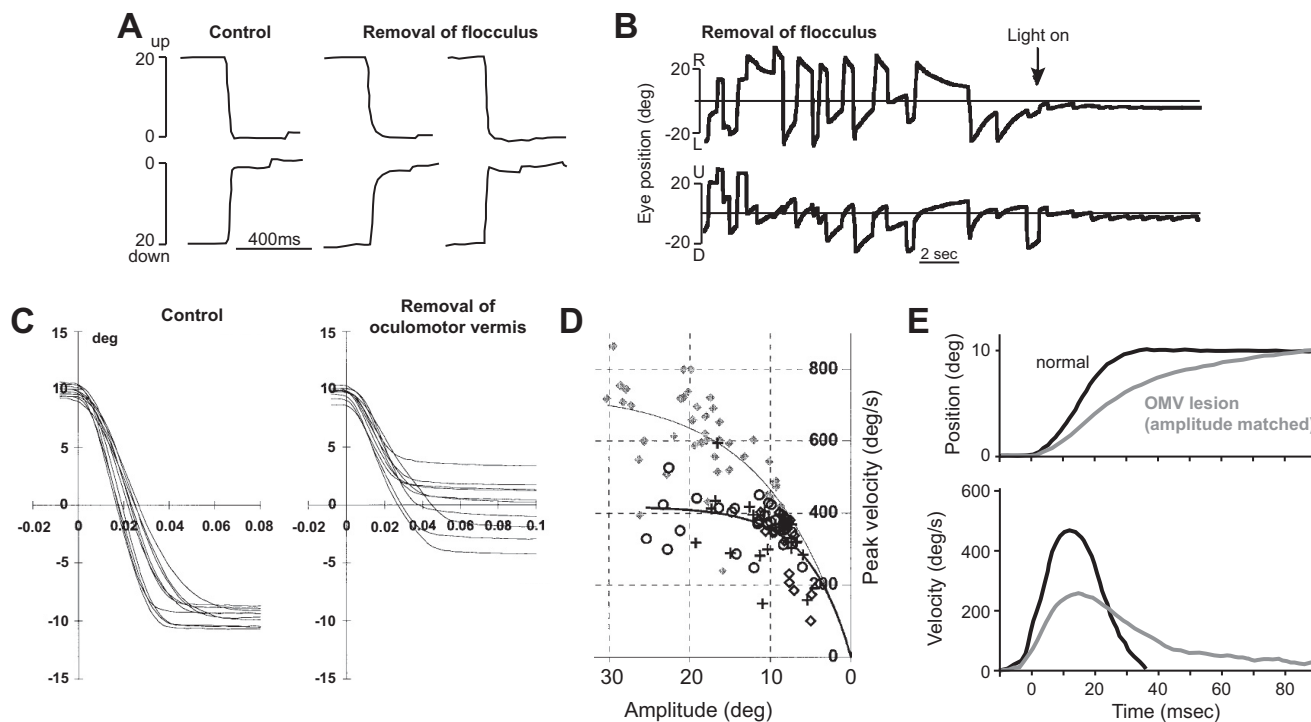 A
Control
Removal of flocculus
up
20
0
0
20
down
400ms
B
Removal of flocculus
Light on
Eye position (deg)
R
20
-20
L
U
20
-20
D
2 sec
C
Control
deg
15
10
5
0
-5
-10
-15
-0.02
0
0.02
0.04
0.06
0.08
Removal of
oculomotor vermis
15
10
5
0
-5
-10
-15
-0.02
0
0.02
0.04
0.06
0.08
0.1
D
800
600
400
200
0
Peak velocity (deg/s)
30
20
10
0
Amplitude (deg)
E
Position (deg)
10
0
normal
OMV lesion
(amplitude matched)
Velocity (deg/s)
600
400
200
0
0
20
40
60
80
Time (msec)